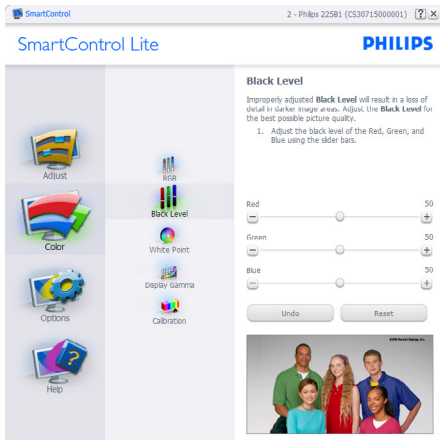 SmartControl
2 - Philips 225B1 (CS30715000001)
SmartControl Lite
PHILIPS
Adjust
Color
Options
Help
RGB
Black Level
White Point
Display Gamma
Calibration
Black Level
Improperly adjusted Black Level will result in a loss of
detail in darker image areas. Adjust the Black Level for
the best possible picture quality.
1. Adjust the black level of the Red, Green, and
Blue using the slider bars.
Red 50
Green 50
Blue 50
Undo Reset